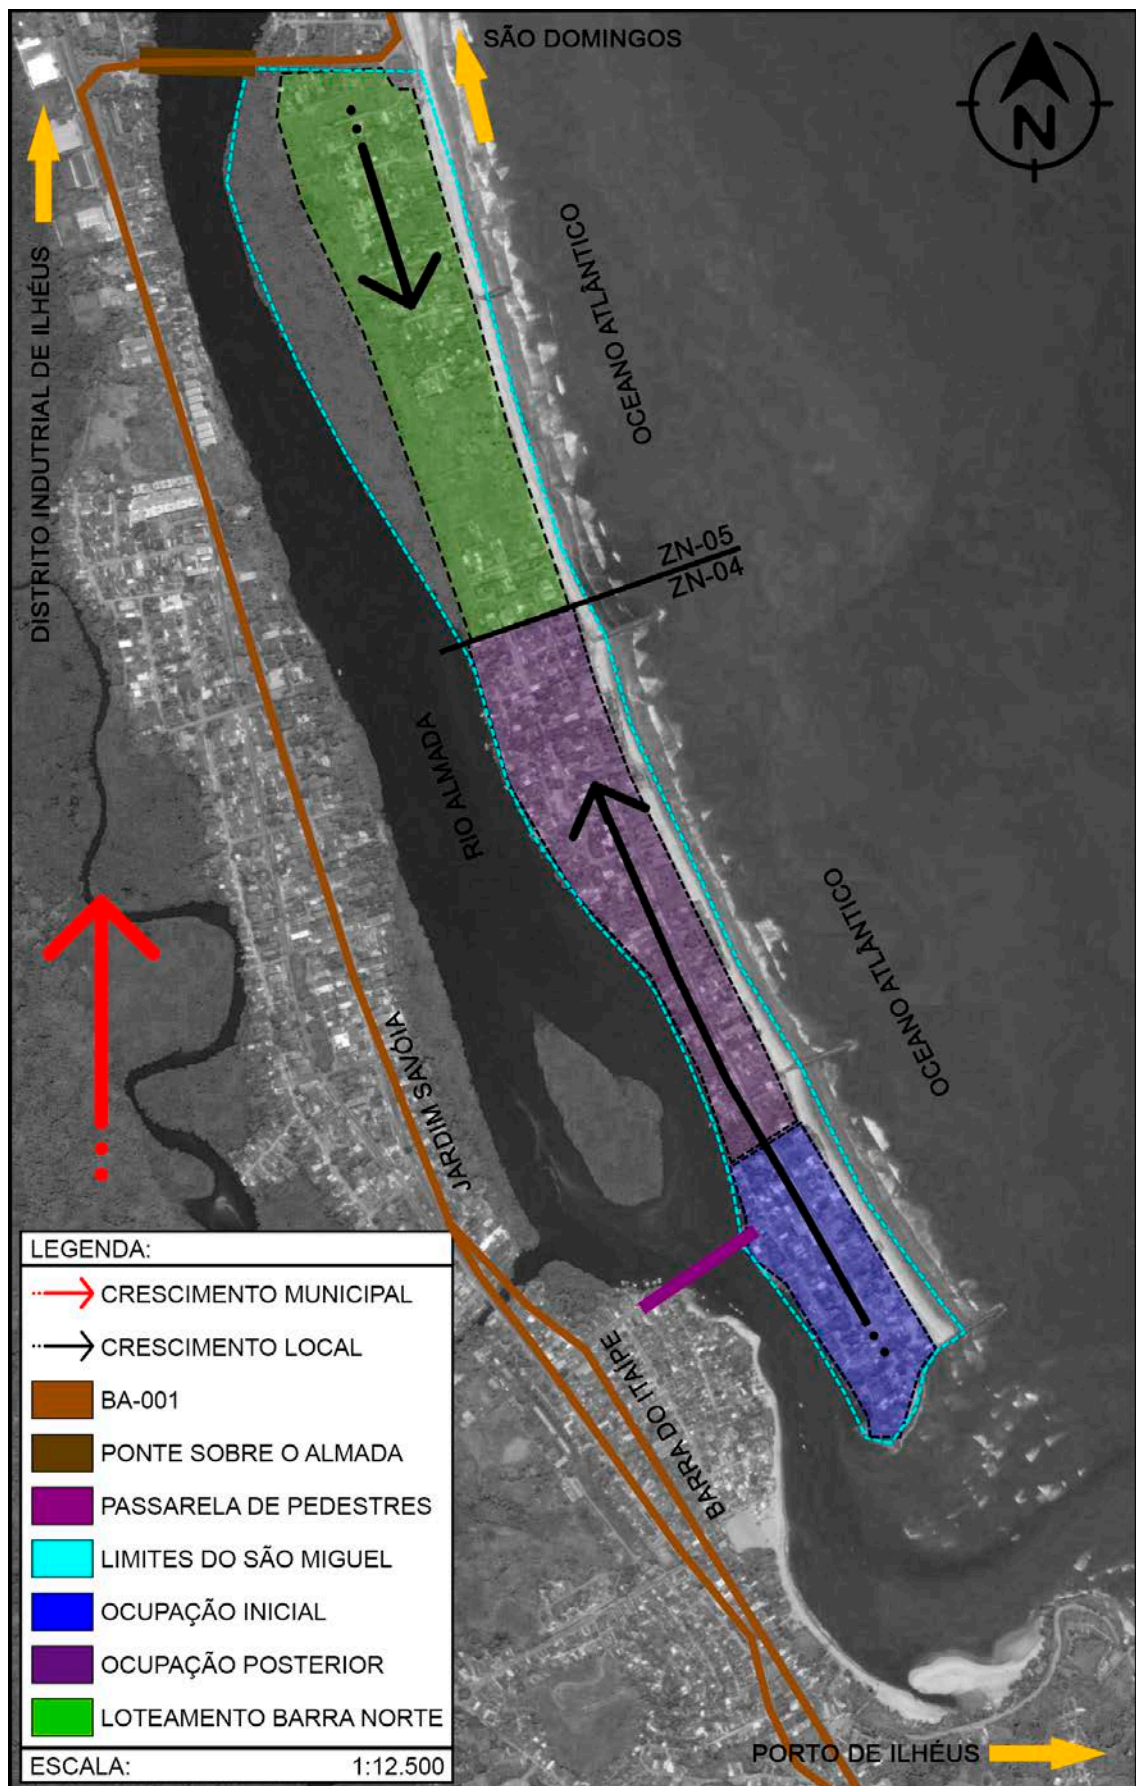 SÃO DOMINGOS
N
DISTRITO INDUTRIAL DE ILHÉUS
OCEANO ATLÂNTICO
ZN-05
ZN-04
RIO ALMADA
OCEANO ATLÂNTICO
JARDIM SAVÓIA
BARRA DO ITAÍPE
LEGENDA:
CRESCIMENTO MUNICIPAL
CRESCIMENTO LOCAL
BA-001
PONTE SOBRE O ALMADA
PASSARELA DE PEDESTRES
LIMITES DO SÃO MIGUEL
OCUPAÇÃO INICIAL
OCUPAÇÃO POSTERIOR
LOTEAMENTO BARRA NORTE
ESCALA: 1:12.500
PORTO DE ILHÉUS